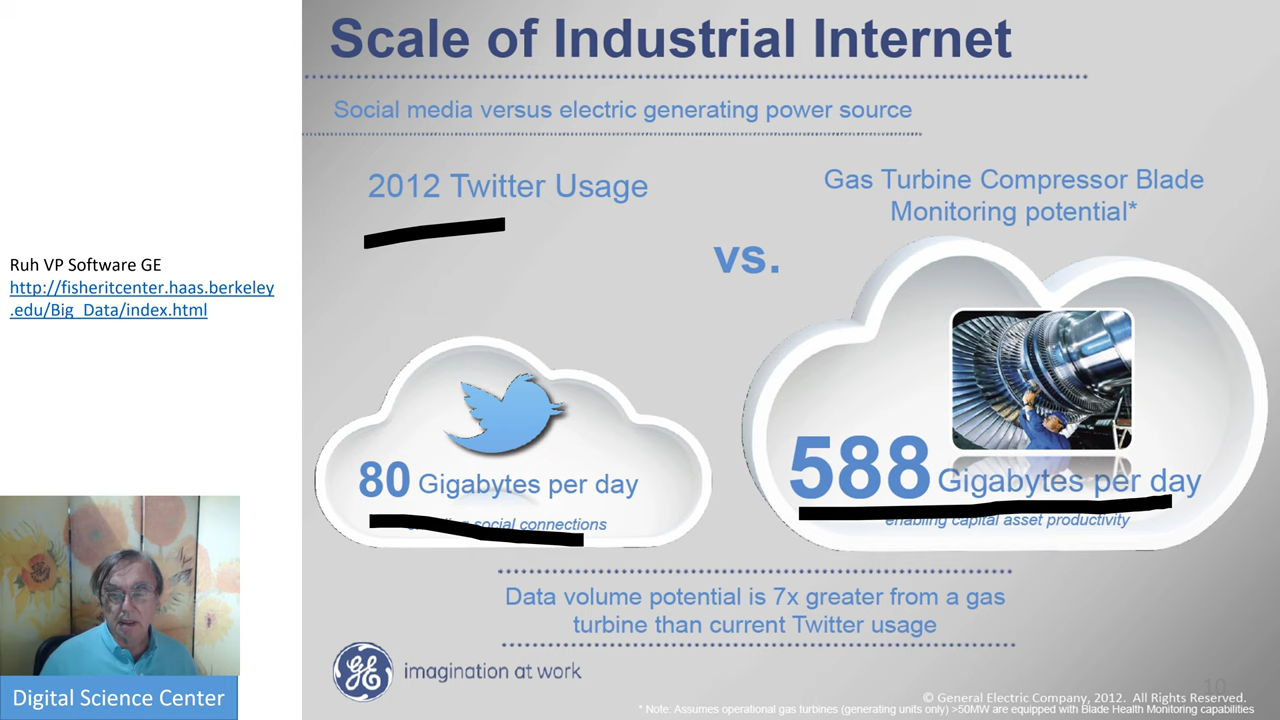 Scale of Industrial Internet
Social media versus electric generating power source
2012 Twitter Usage
Gas Turbine Compressor Blade
Monitoring potential*
vs.
Ruh VP Software GE
http://fisheritcenter.haas.berkeley
.edu/Big_Data/index.html
80 Gigabytes per day
social connections
588 Gigabytes per day
enabling capital asset productivity
Data volume potential is 7x greater from a gas
turbine than current Twitter usage
GE imagination at work
Digital Science Center
10
© General Electric Company, 2012. All Rights Reserved.
* Note: Assumes operational gas turbines (generating units only) >50MW are equipped with Blade Health Monitoring capabilities